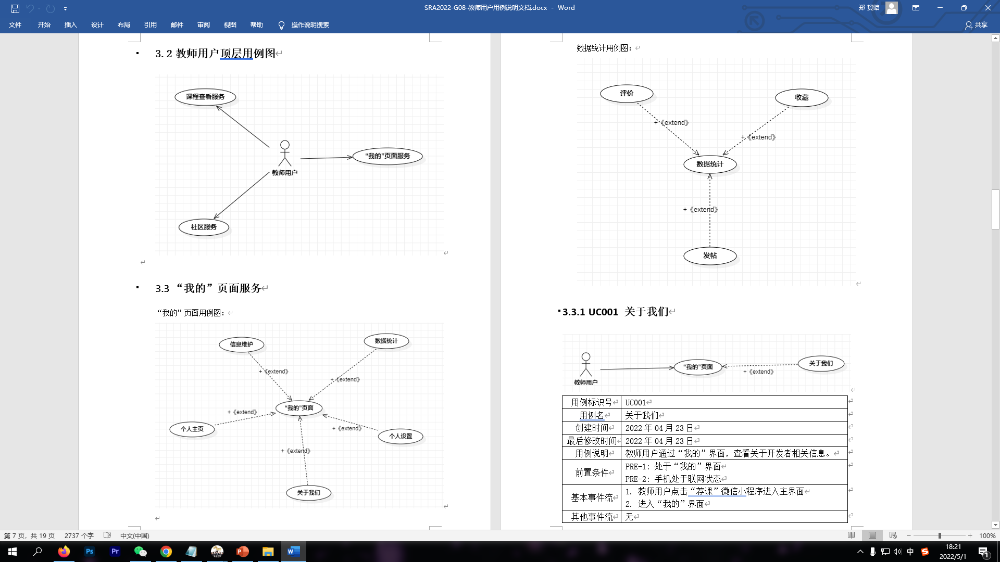 SRA2022-G08-教师用户用例说明文档.docx - Word
郑 骎晗
文件 开始 插入 设计 布局 引用 邮件 审阅 视图 帮助 操作说明搜索 共享
3.2 教师用户顶层用例图
课程查看服务
“我的”页面服务
教师用户
社区服务
3.3 “我的”页面服务
“我的”页面用例图：
信息维护
数据统计
+《extend》
+《extend》
“我的”页面
+《extend》
个人主页
+《extend》
个人设置
+《extend》
关于我们
数据统计用例图：
评价
收藏
+《extend》
+《extend》
数据统计
+《extend》
发帖
3.3.1 UC001 关于我们
“我的”页面
关于我们
+《extend》
教师用户
用例标识号 UC001
用例名 关于我们
创建时间 2022 年 04 月 23 日
最后修改时间 2022 年 04 月 23 日
用例说明 教师用户通过“我的”界面，查看关于开发者相关信息。
前置条件 PRE-1: 处于“我的”界面
PRE-2: 手机处于联网状态
基本事件流 1. 教师用户点击“荐课”微信小程序进入主界面
2. 进入“我的”界面
其他事件流 无
第 7 页，共 19 页 2737 个字 中文(中国) 100%
Ps Pr P W 中 S
18:21
2022/5/1
1